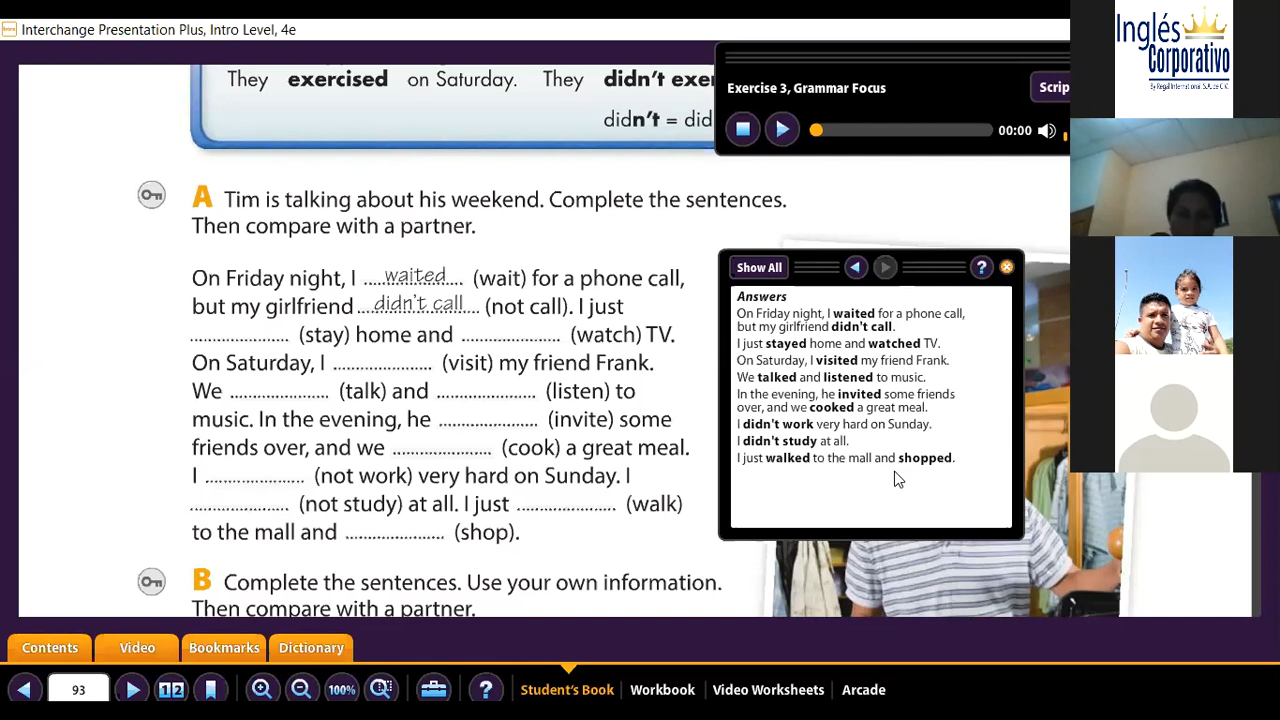 Interchange Presentation Plus, Intro Level, 4e
They exercised on Saturday. They didn't exer
didn't = did
Exercise 3, Grammar Focus
Scrip
00:00
Inglés
Corporativo
By Regal International S.A. de C.V.
A Tim is talking about his weekend. Complete the sentences.
Then compare with a partner.
On Friday night, I waited (wait) for a phone call,
but my girlfriend didn't call (not call). I just
.................... (stay) home and .................... (watch) TV.
On Saturday, I .................... (visit) my friend Frank.
We .................... (talk) and .................... (listen) to
music. In the evening, he .................... (invite) some
friends over, and we .................... (cook) a great meal.
I .................... (not work) very hard on Sunday. I
.................... (not study) at all. I just .................... (walk)
to the mall and .................... (shop).
B Complete the sentences. Use your own information.
Then compare with a partner.
Show All
?
Answers
On Friday night, I waited for a phone call,
but my girlfriend didn't call.
I just stayed home and watched TV.
On Saturday, I visited my friend Frank.
We talked and listened to music.
In the evening, he invited some friends
over, and we cooked a great meal.
I didn't work very hard on Sunday.
I didn't study at all.
I just walked to the mall and shopped.
Contents Video Bookmarks Dictionary
93 12 100% ? Student's Book Workbook Video Worksheets Arcade